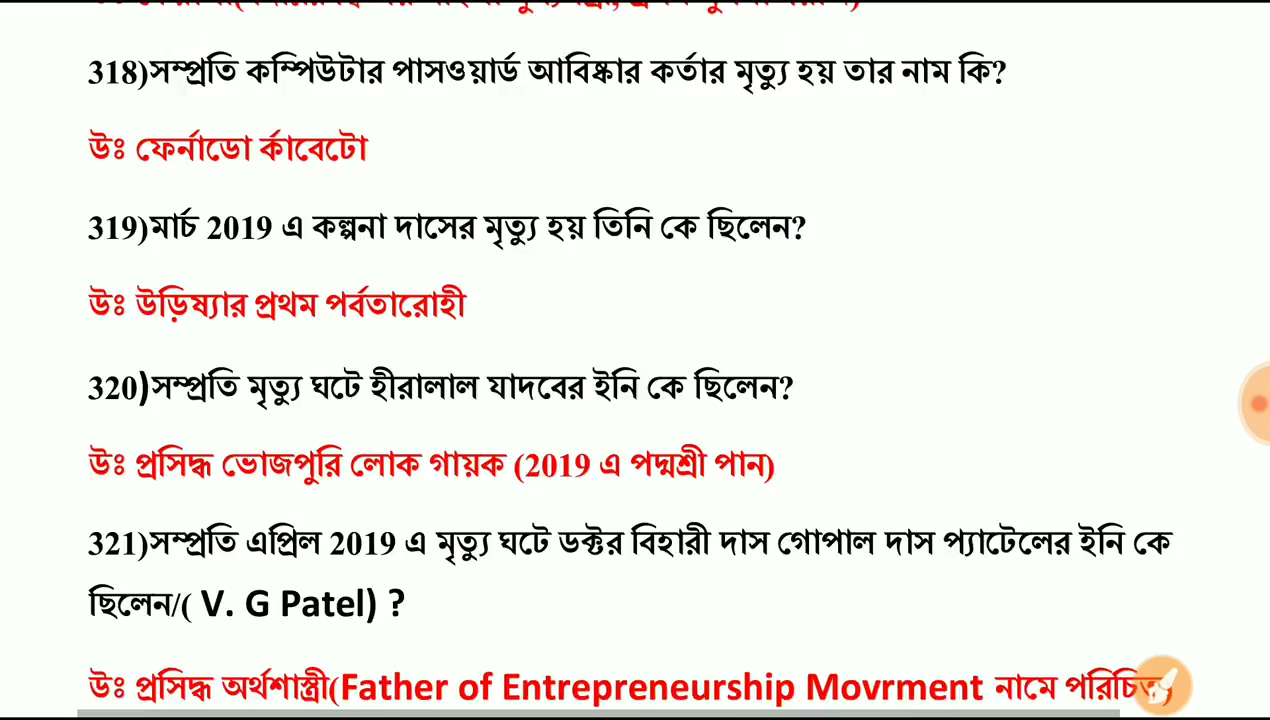 318)সম্প্রতি কম্পিউটার পাসওয়ার্ড আবিষ্কার কর্তার মৃত্যু হয় তার নাম কি?
উঃ ফের্নাডো র্কাবেটো
319)মার্চ 2019 এ কল্পনা দাসের মৃত্যু হয় তিনি কে ছিলেন?
উঃ উড়িষ্যার প্রথম পর্বতারোহী
320)সম্প্রতি মৃত্যু ঘটে হীরালাল যাদবের ইনি কে ছিলেন?
উঃ প্রসিদ্ধ ভোজপুরি লোক গায়ক (2019 এ পদ্মশ্রী পান)
321)সম্প্রতি এপ্রিল 2019 এ মৃত্যু ঘটে ডক্টর বিহারী দাস গোপাল দাস প্যাটেলের ইনি কে
ছিলেন/( V. G Patel) ?
উঃ প্রসিদ্ধ অর্থশাস্ত্রী(Father of Entrepreneurship Movrment নামে পরিচিত)